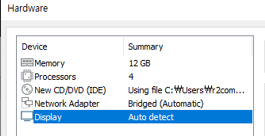 Hardware
Device Summary
Memory 12 GB
Processors 4
New CD/DVD (IDE) Using file C:₩Users₩r2com...
Network Adapter Bridged (Automatic)
Display Auto detect